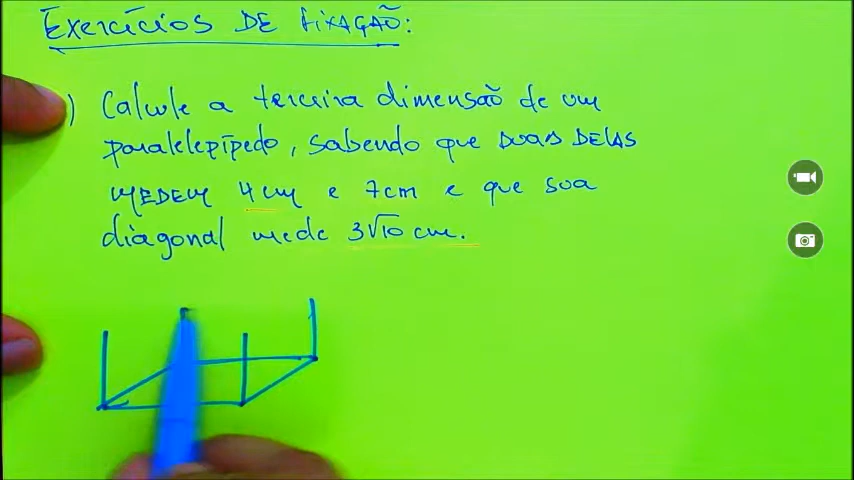 Exercícios DE FIXAÇÃO:
) Calcule a terceira dimensão de um
paralelepípedo, sabendo que DUAS DELAS
MEDEM 4cm e 7cm e que sua
diagonal mede 3√10 cm.